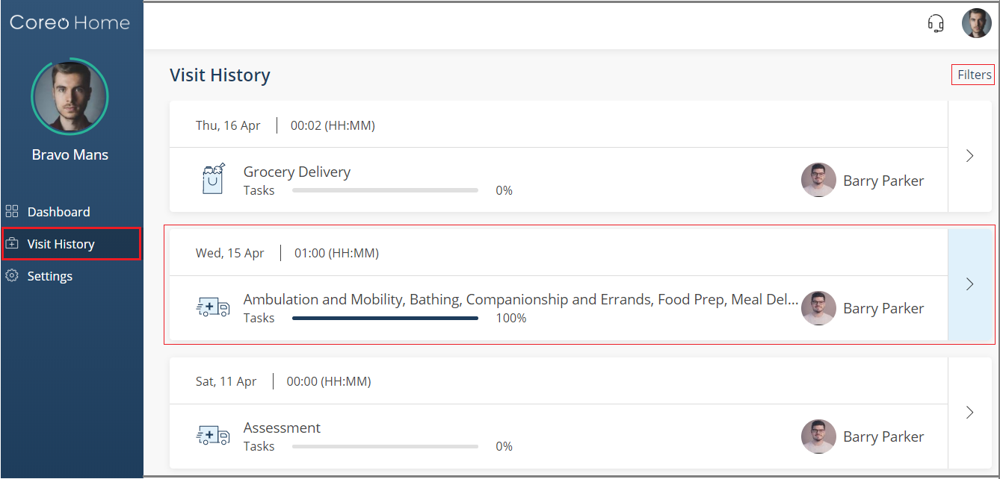 Coreo Home
Bravo Mans
Dashboard
Visit History
Settings
Visit History
Filters
Thu, 16 Apr
00:02 (HH:MM)
Grocery Delivery
Tasks 0%
Barry Parker
Wed, 15 Apr
01:00 (HH:MM)
Ambulation and Mobility, Bathing, Companionship and Errands, Food Prep, Meal Del...
Tasks 100%
Barry Parker
Sat, 11 Apr
00:00 (HH:MM)
Assessment
Tasks 0%
Barry Parker